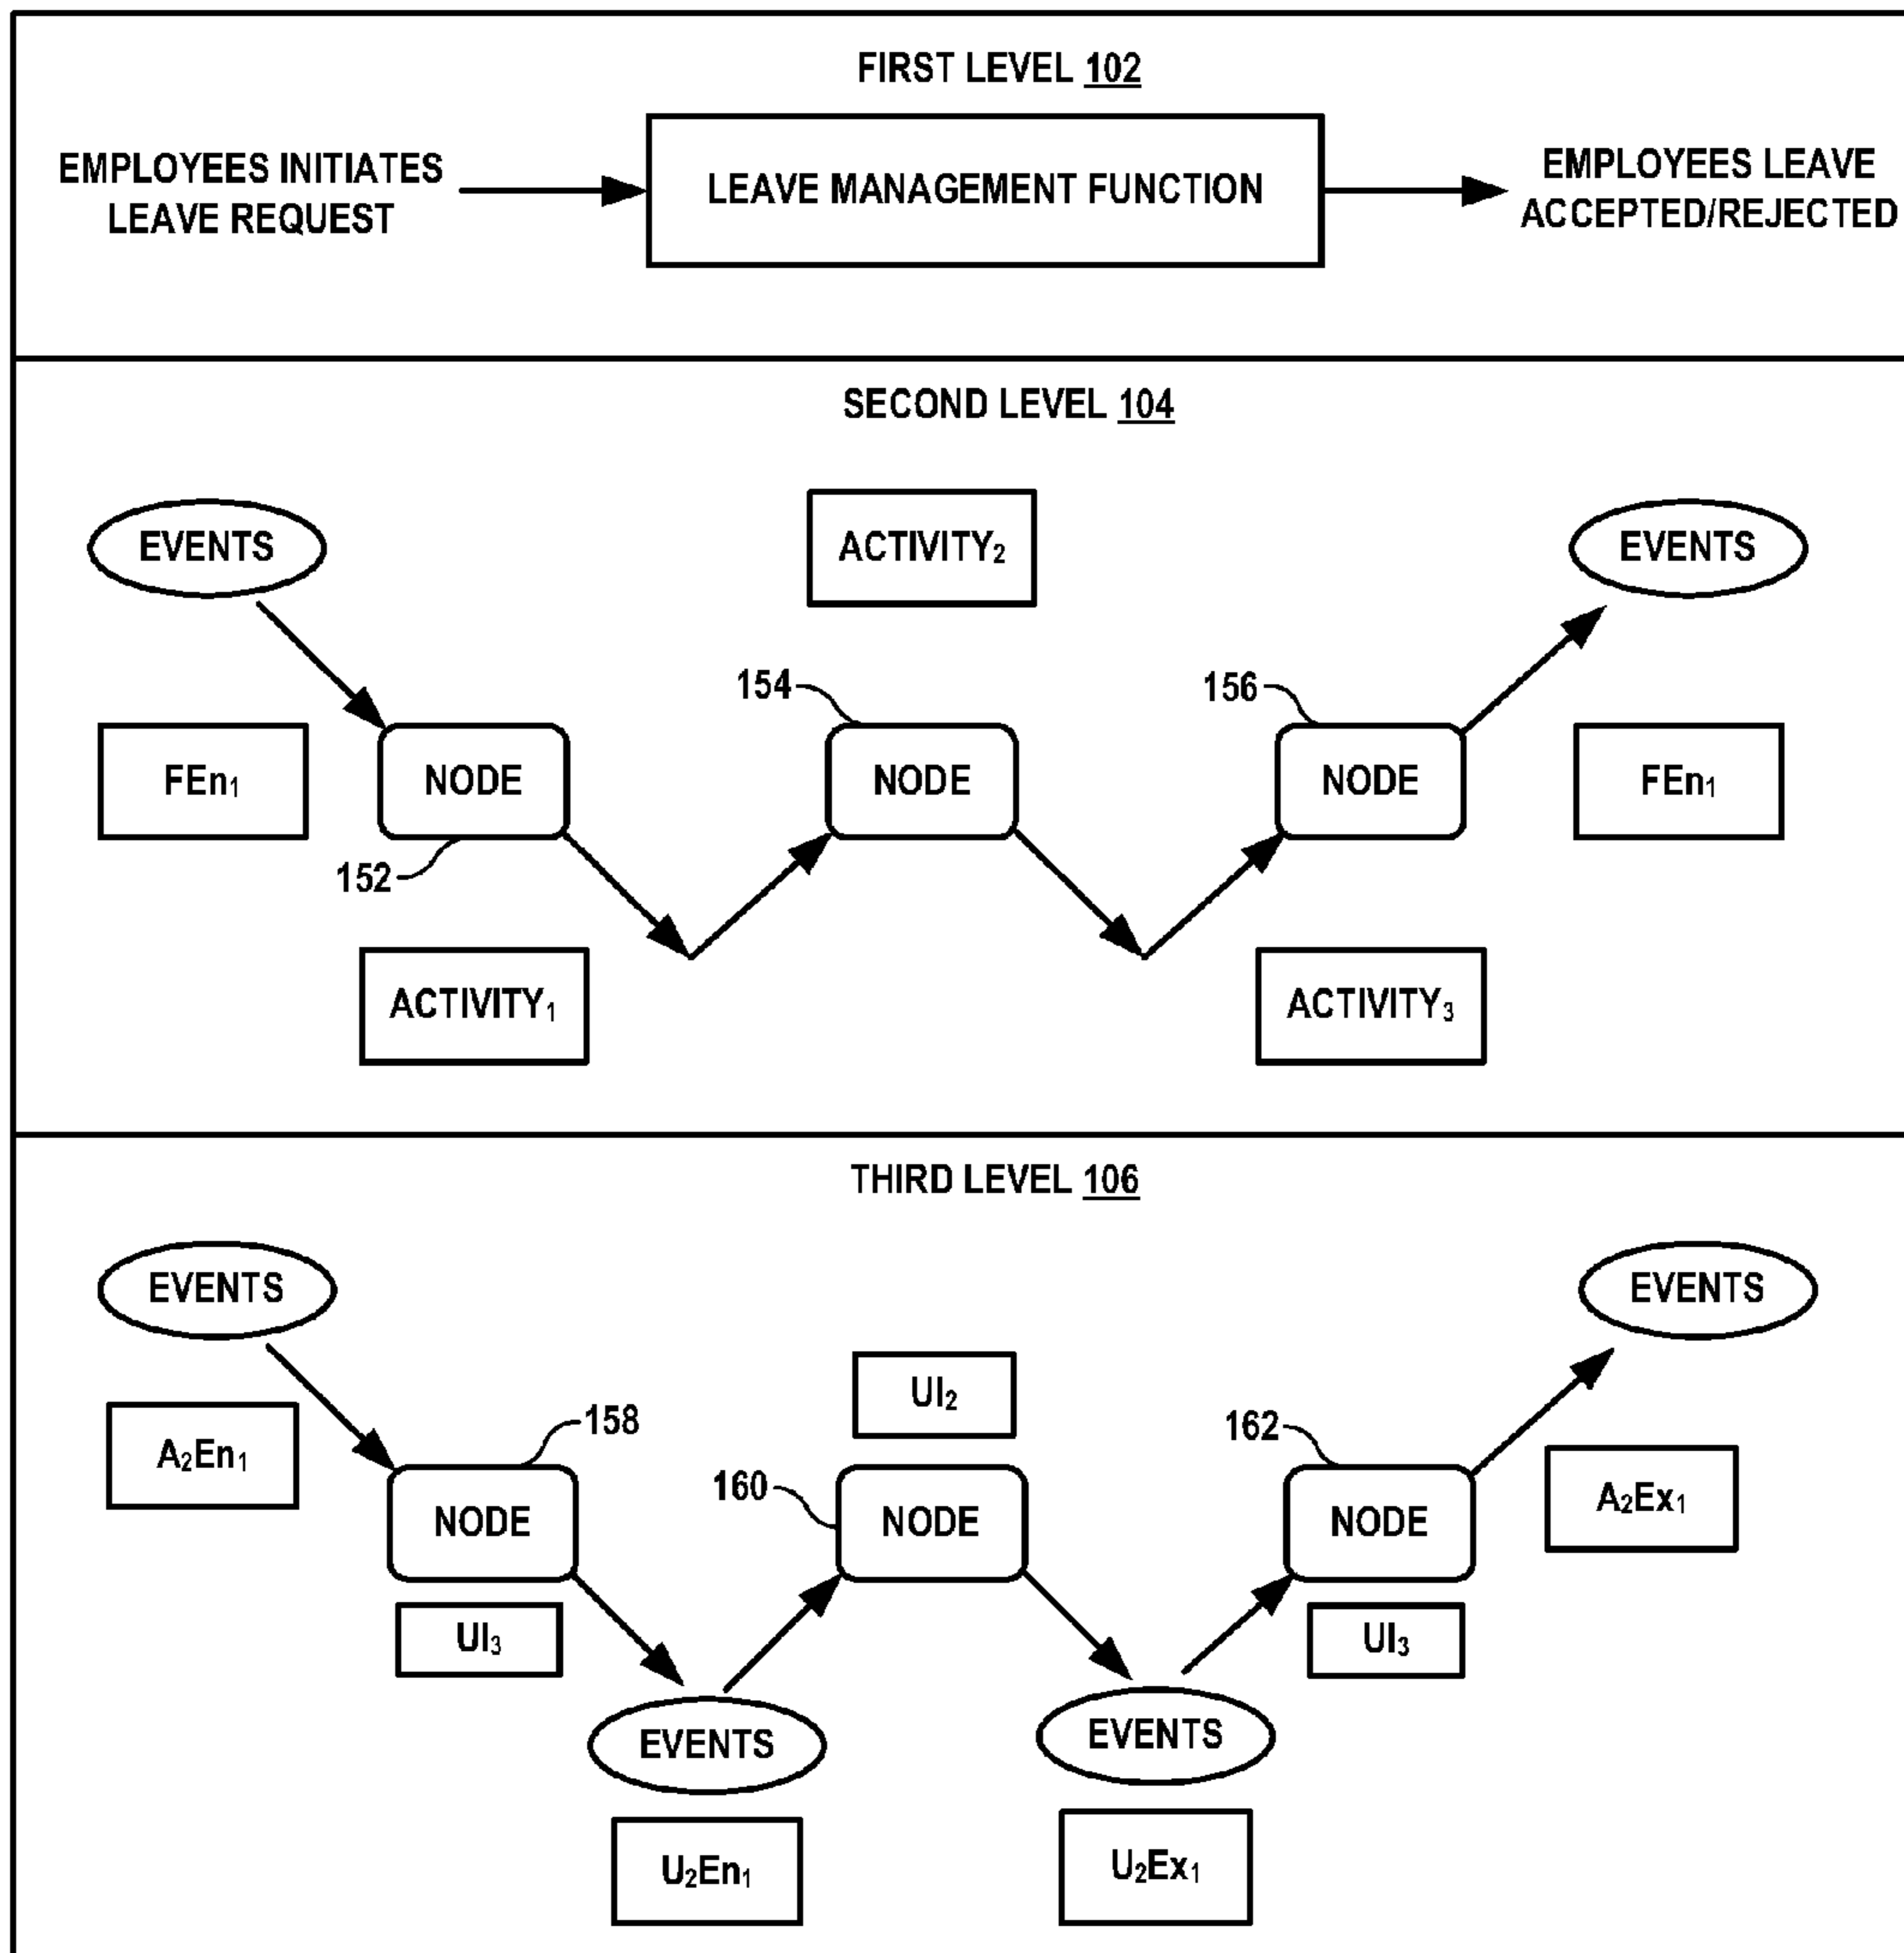 FIRST LEVEL 102
EMPLOYEES INITIATES
LEAVE REQUEST
LEAVE MANAGEMENT FUNCTION
EMPLOYEES LEAVE
ACCEPTED/REJECTED
SECOND LEVEL 104
EVENTS
ACTIVITY₂
EVENTS
154
156
FEn₁
NODE
NODE
NODE
FEn₁
152
ACTIVITY₁
ACTIVITY₃
THIRD LEVEL 106
EVENTS
EVENTS
UI₂
158
162
A₂En₁
160
A₂Ex₁
NODE
NODE
NODE
UI₃
UI₃
EVENTS
EVENTS
U₂En₁
U₂Ex₁